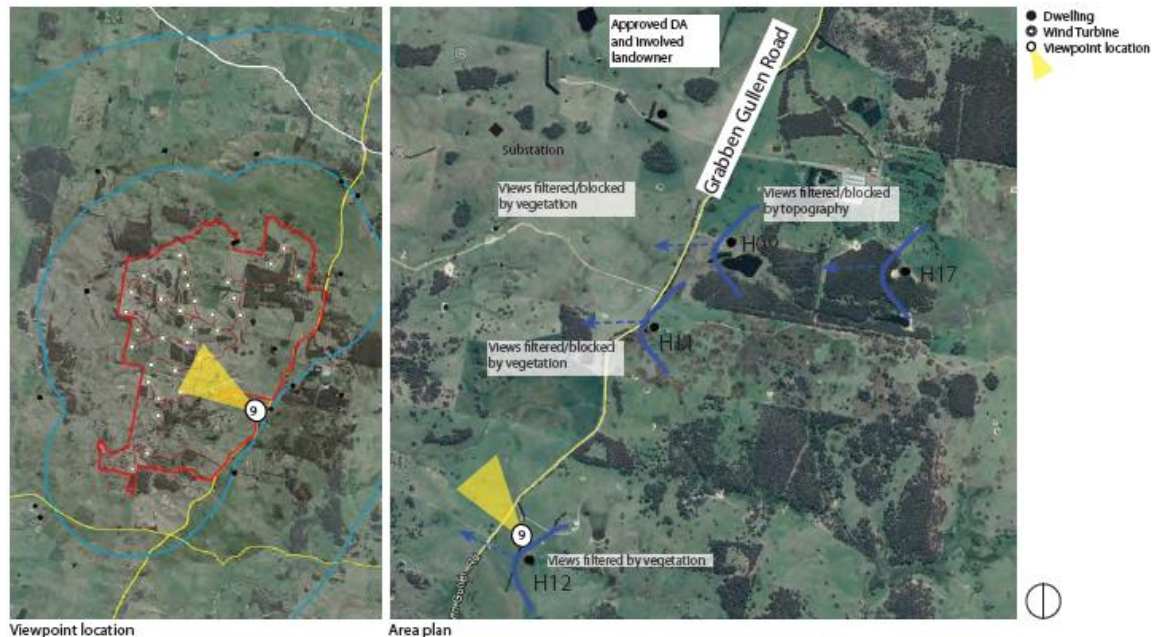 Approved DA
and involved
landowner
Grabben Gullen Road
Dwelling
Wind Turbine
Viewpoint location
Substation
Views filtered/blocked
by vegetation
Views filtered/blocked
by topography
H09
H17
H11
Views filtered/blocked
by vegetation
9
9
Views filtered by vegetation
H12
Viewpoint location
Area plan